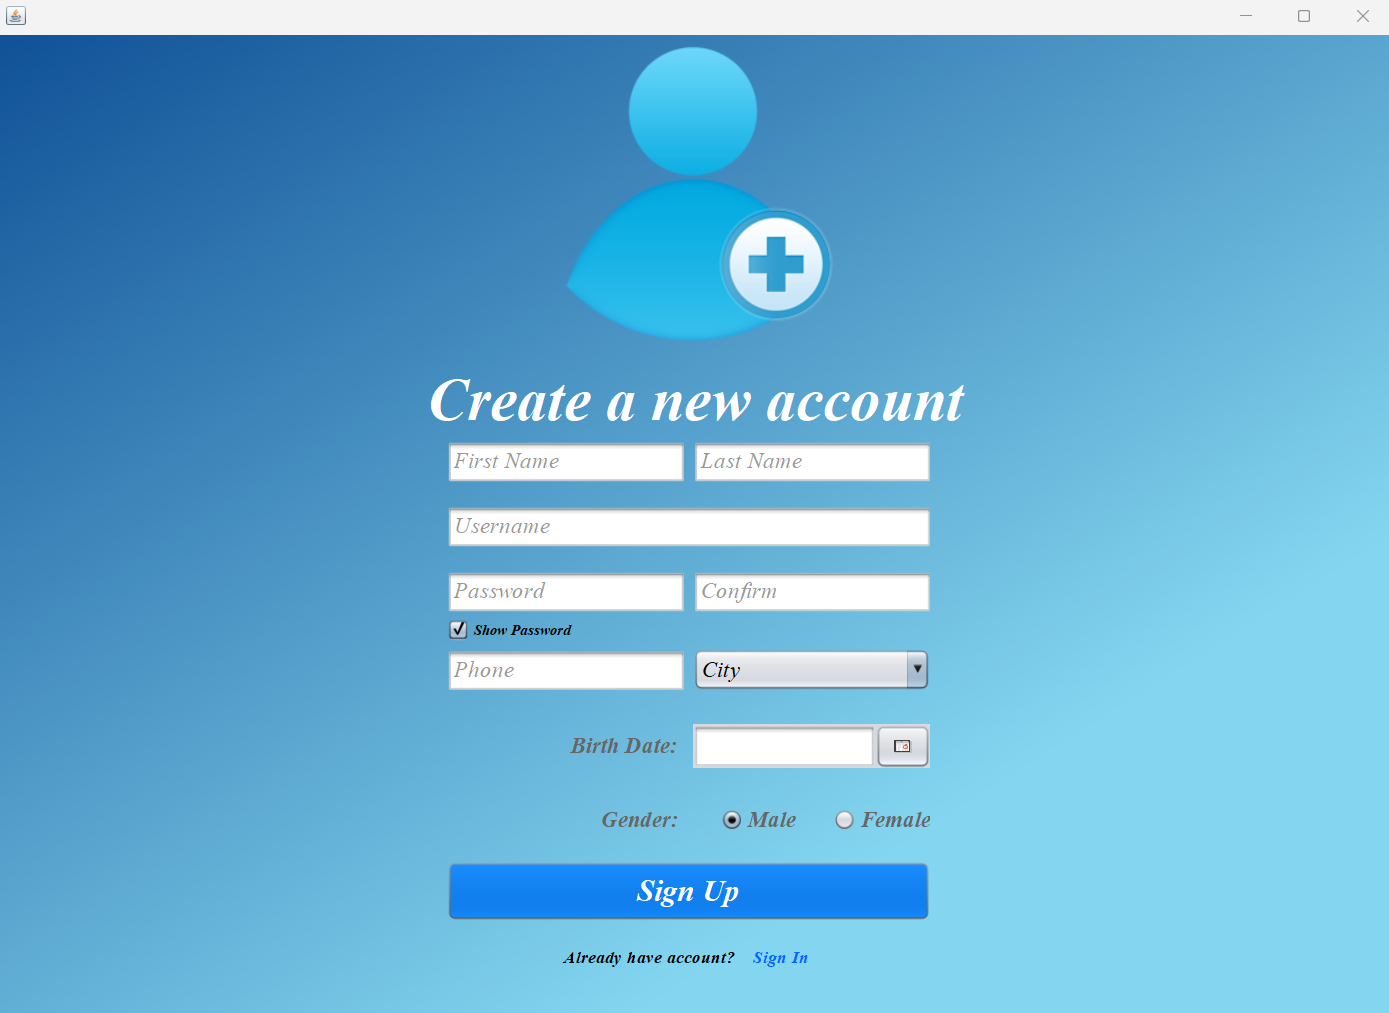 Create a new account
First Name Last Name
Username
Password Confirm
Show Password
Phone City
Birth Date:
Gender: Male Female
Sign Up
Already have account? Sign In